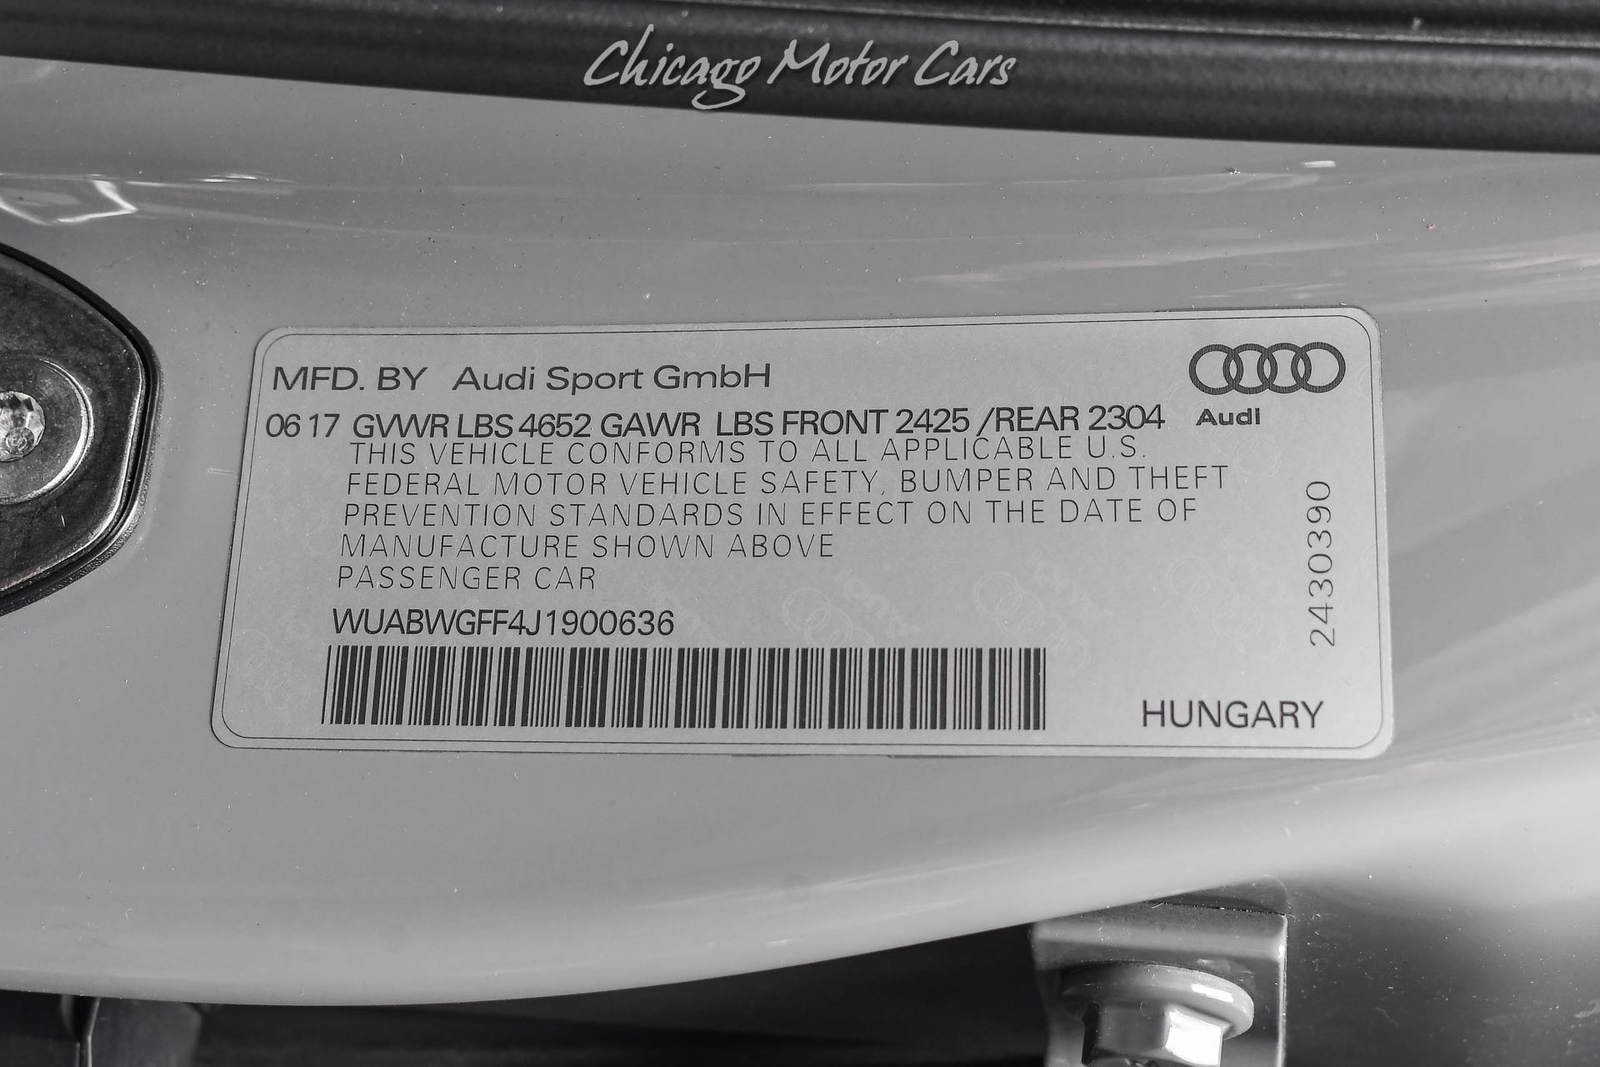 Chicago Motor Cars
MFD. BY Audi Sport GmbH
06 17 GVWR LBS 4652 GAWR LBS FRONT 2425 /REAR 2304
Audi
THIS VEHICLE CONFORMS TO ALL APPLICABLE U.S.
FEDERAL MOTOR VEHICLE SAFETY, BUMPER AND THEFT
PREVENTION STANDARDS IN EFFECT ON THE DATE OF
MANUFACTURE SHOWN ABOVE
PASSENGER CAR
WUABWGFF4J1900636
HUNGARY
2430390